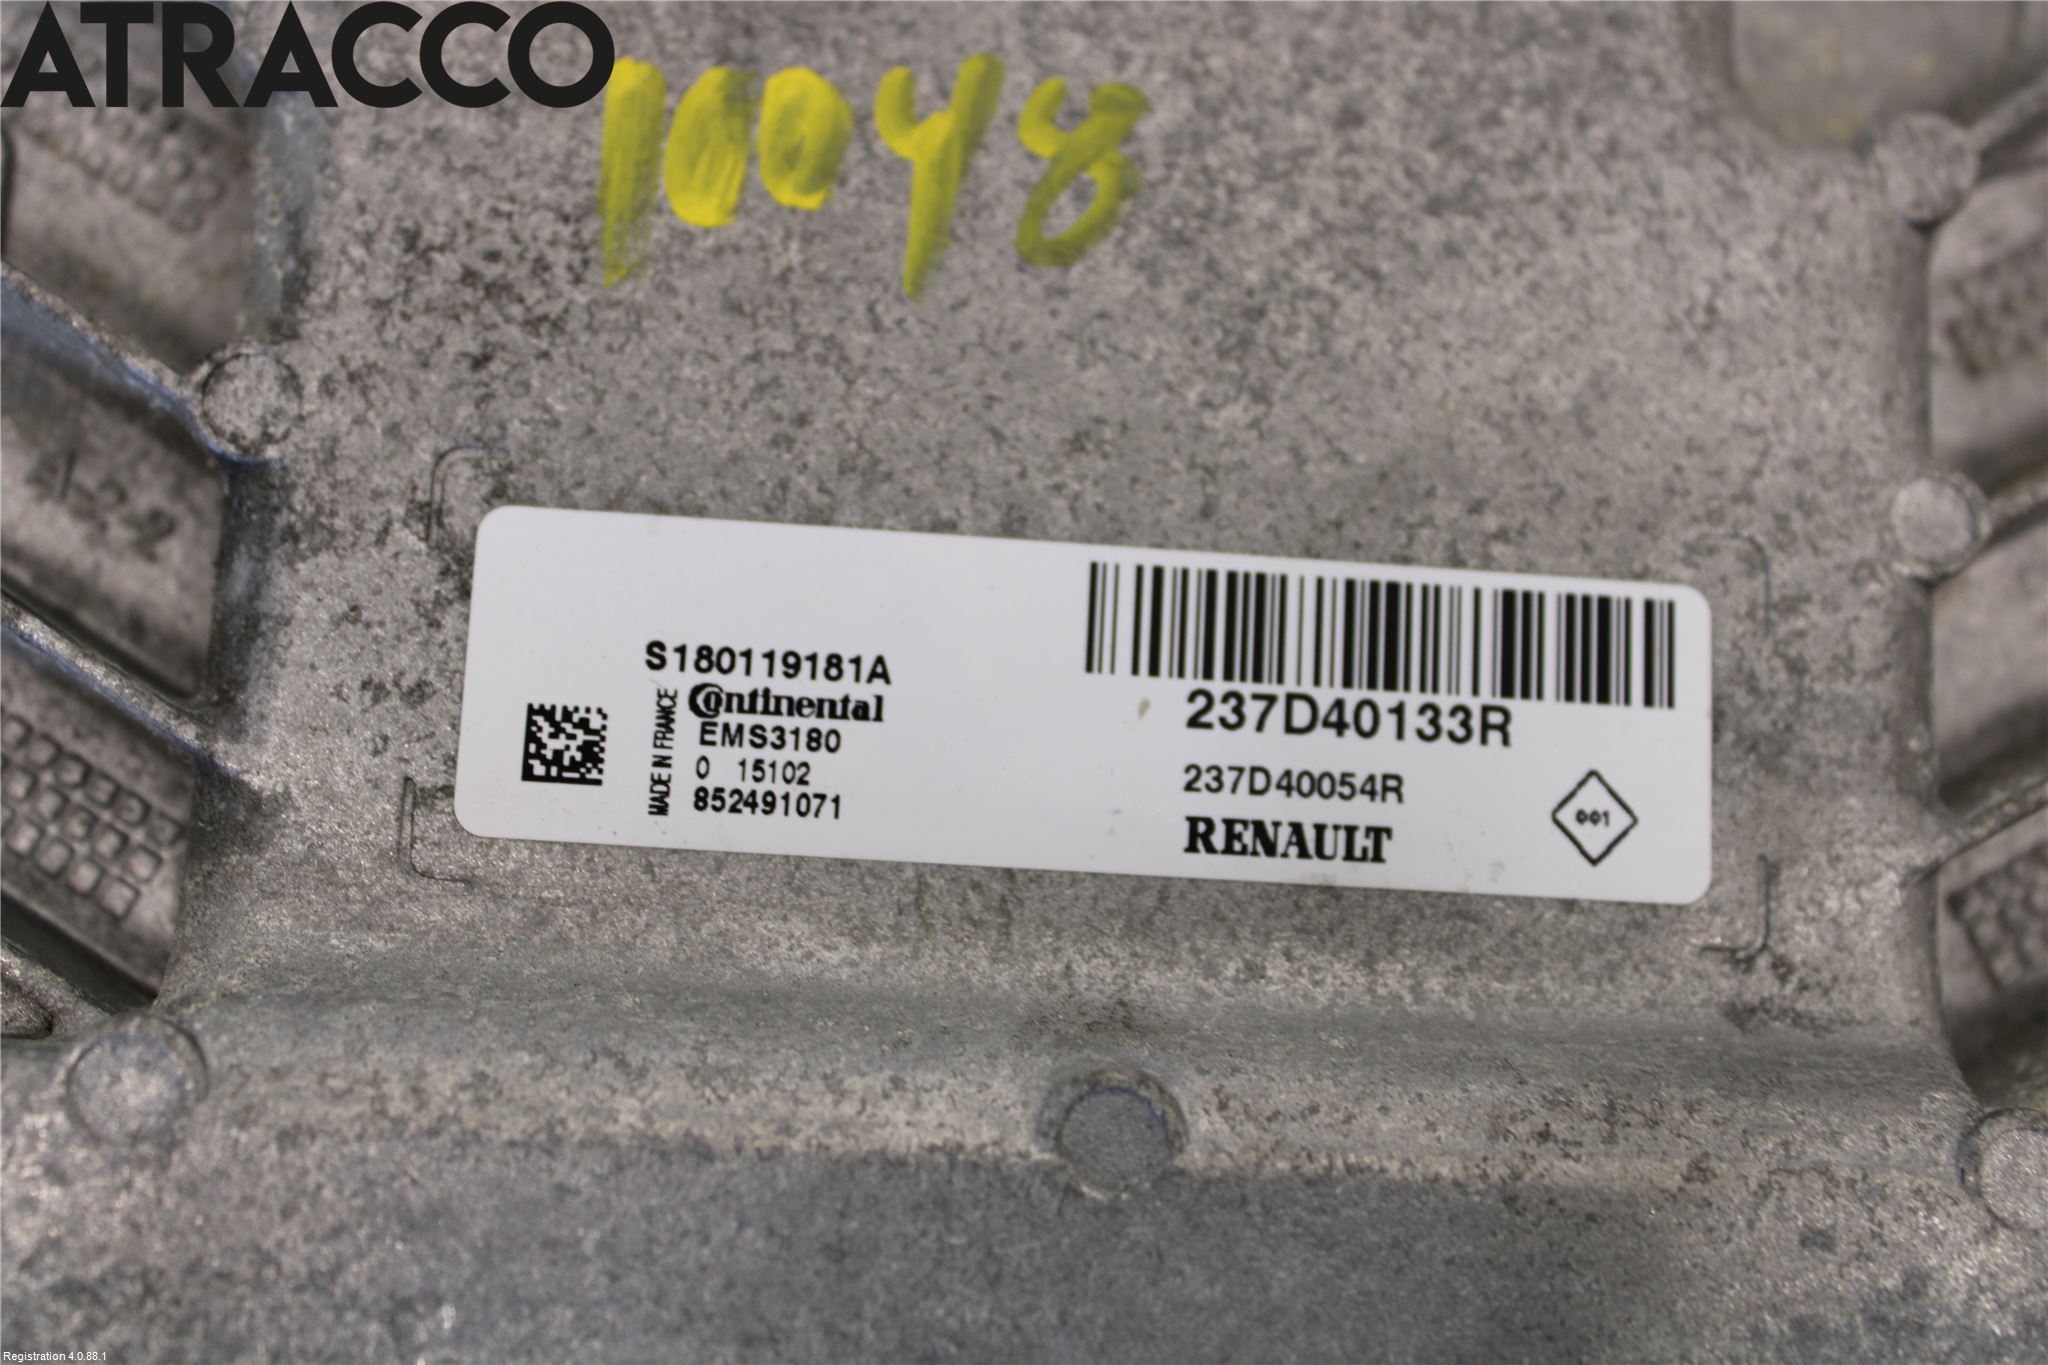 ATRACCO
10048
S180119181A
MADE IN FRANCE
Continental
EMS3180
0 15102
852491071
237D40133R
237D40054R
RENAULT
001
Registration 4.0.88.1